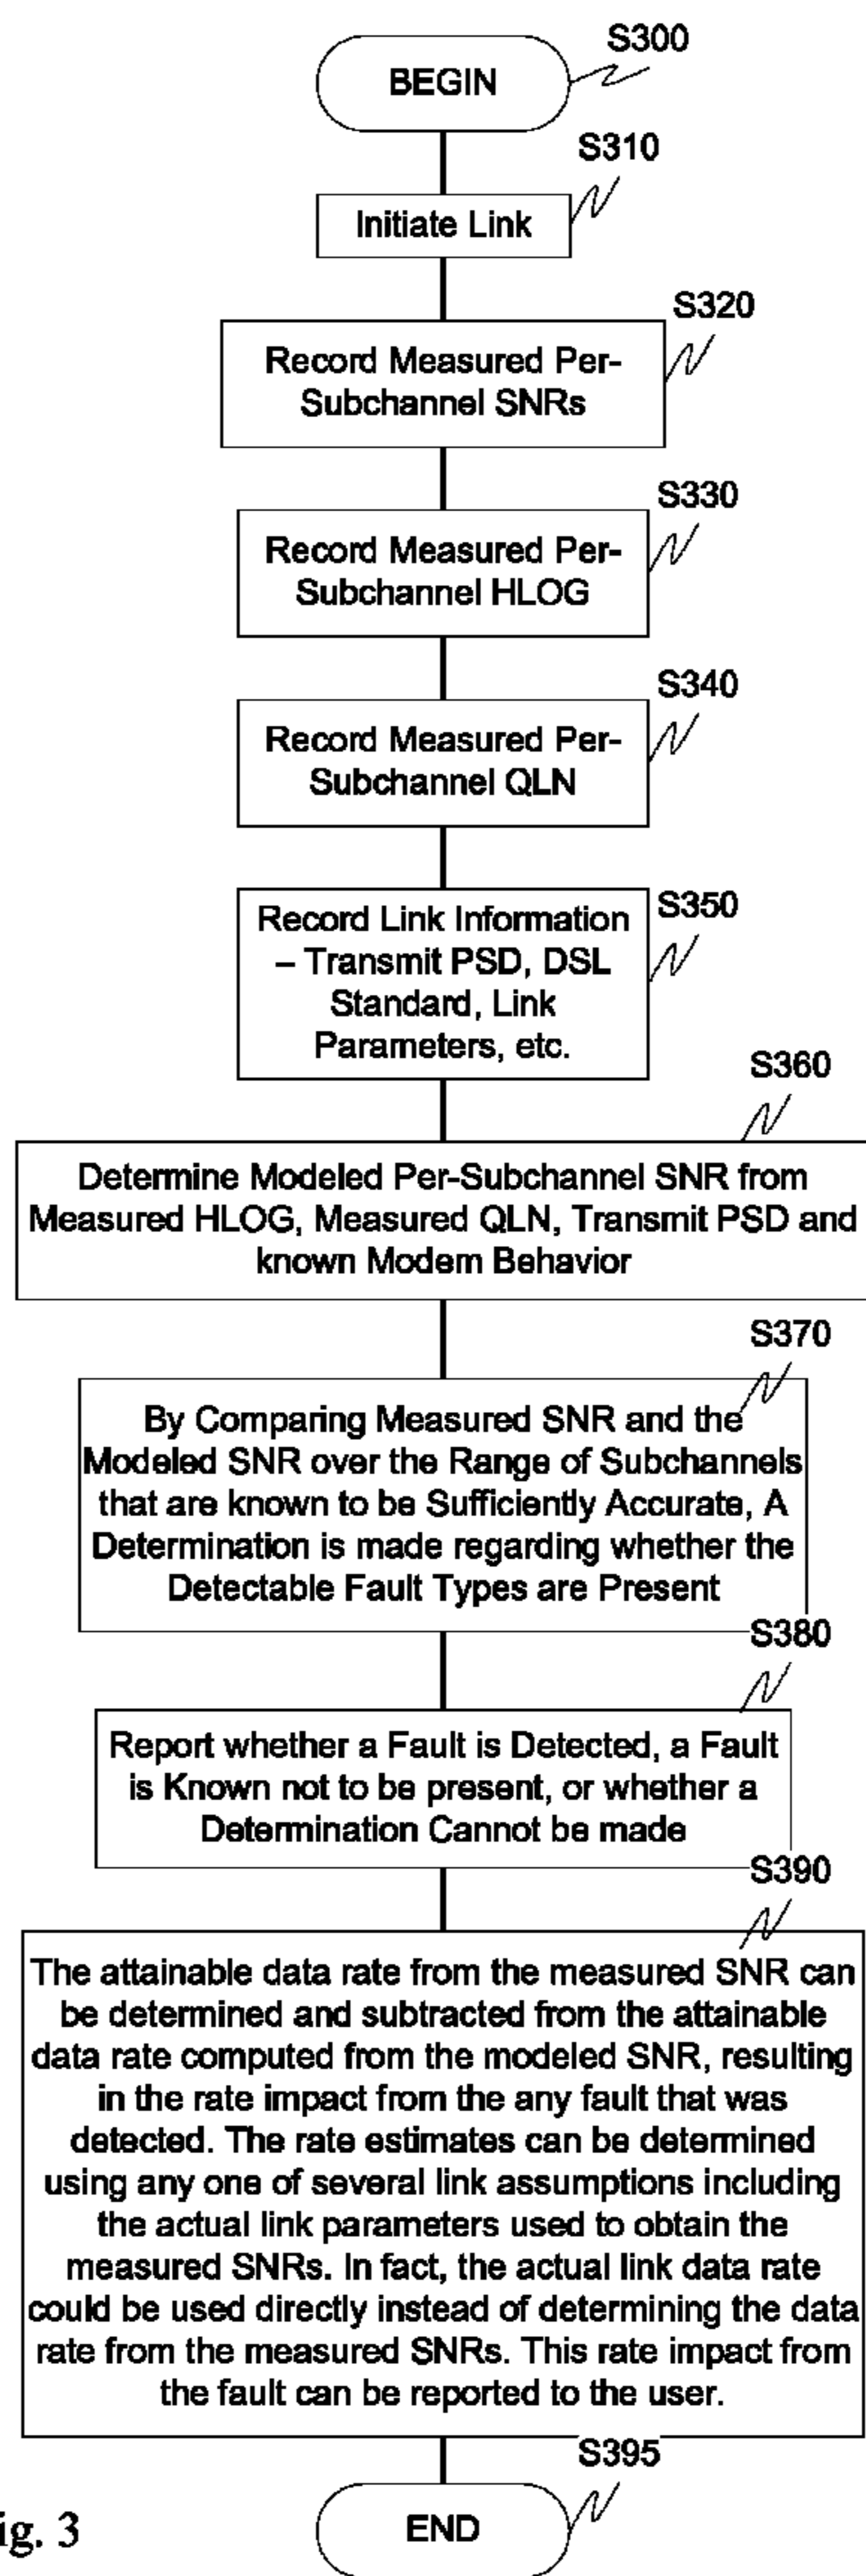 S300
BEGIN
S310
Initiate Link
S320
Record Measured Per-
Subchannel SNRs
S330
Record Measured Per-
Subchannel HLOG
S340
Record Measured Per-
Subchannel QLN
S350
Record Link Information
– Transmit PSD, DSL
Standard, Link
Parameters, etc.
S360
Determine Modeled Per-Subchannel SNR from
Measured HLOG, Measured QLN, Transmit PSD and
known Modem Behavior
S370
By Comparing Measured SNR and the
Modeled SNR over the Range of Subchannels
that are known to be Sufficiently Accurate, A
Determination is made regarding whether the
Detectable Fault Types are Present
S380
Report whether a Fault is Detected, a Fault
is Known not to be present, or whether a
Determination Cannot be made
S390
The attainable data rate from the measured SNR can
be determined and subtracted from the attainable
data rate computed from the modeled SNR, resulting
in the rate impact from the any fault that was
detected. The rate estimates can be determined
using any one of several link assumptions including
the actual link parameters used to obtain the
measured SNRs. In fact, the actual link data rate
could be used directly instead of determining the data
rate from the measured SNRs. This rate impact from
the fault can be reported to the user.
S395
END
ig. 3